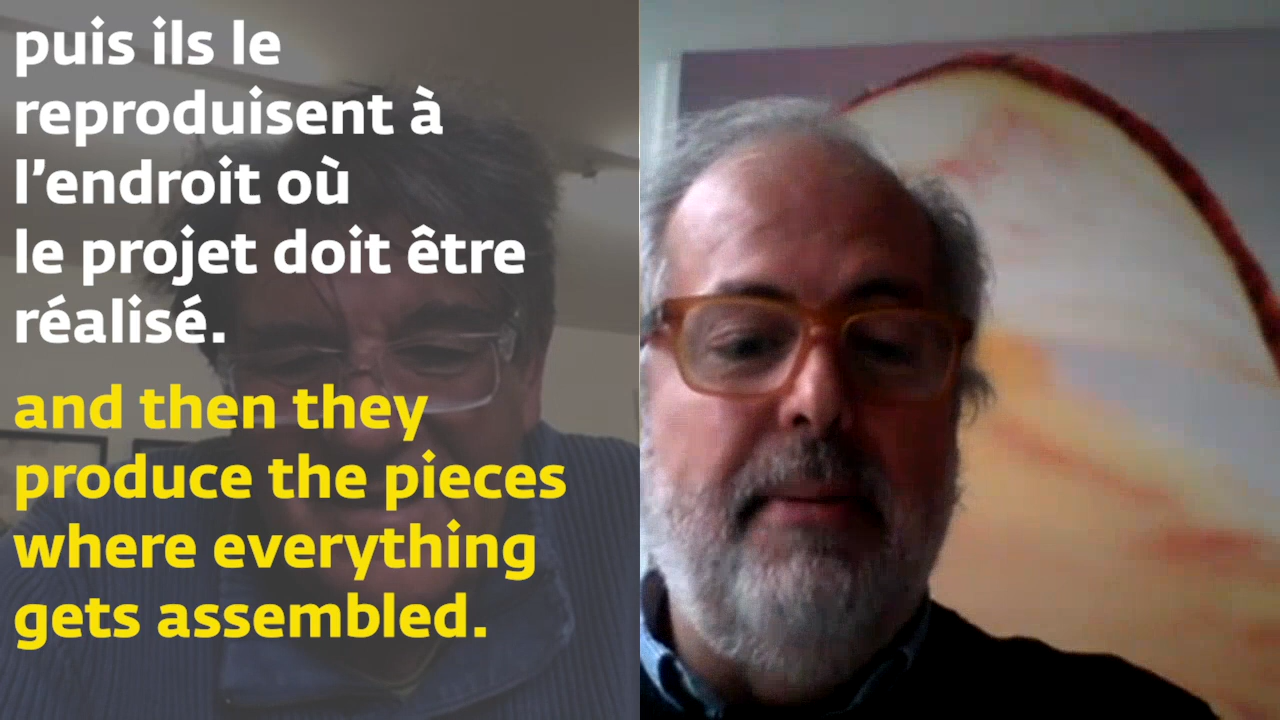 puis ils le
reproduisent à
l’endroit où
le projet doit être
réalisé.
and then they
produce the pieces
where everything
gets assembled.